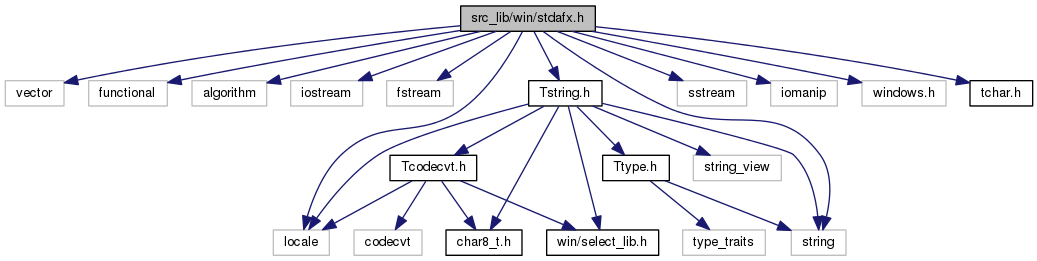 src_lib/win/stdafx.h
vector
functional
algorithm
iostream
fstream
Tstring.h
sstream
iomanip
windows.h
tchar.h
Tcodecvt.h
Ttype.h
string_view
locale
codecvt
char8_t.h
win/select_lib.h
type_traits
string